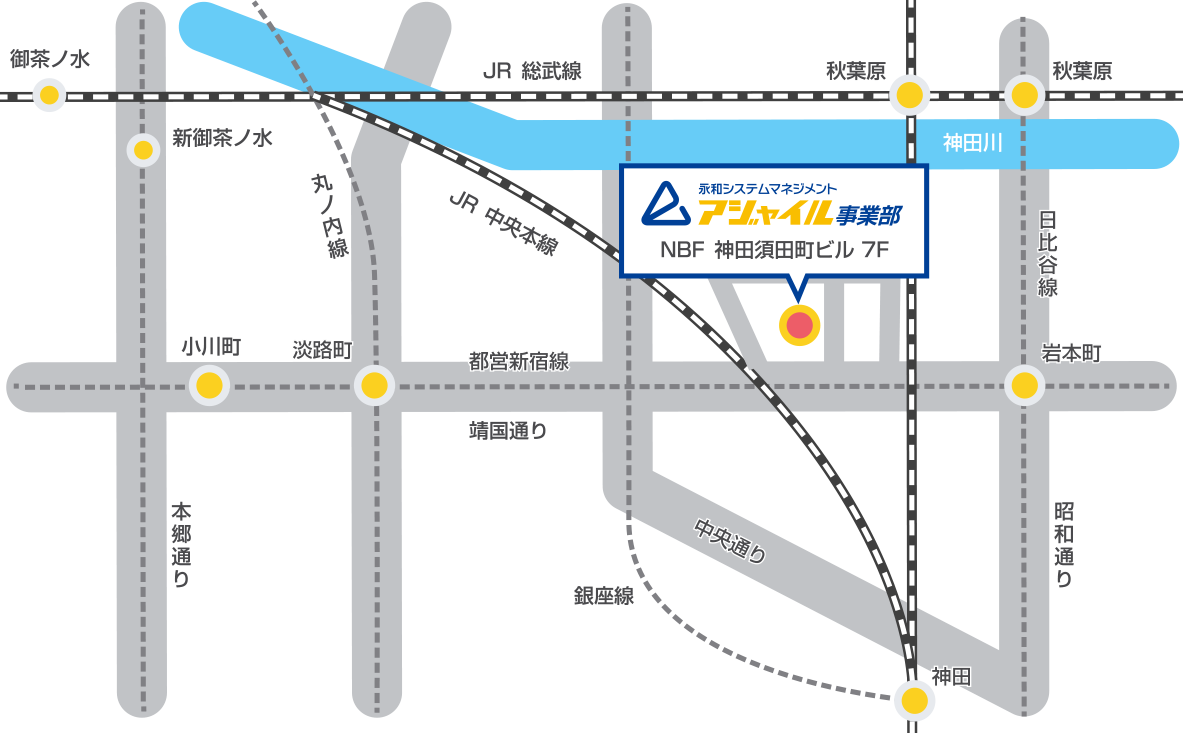 御茶ノ水
JR 総武線
秋葉原
秋葉原
新御茶ノ水
神田川
丸ノ内線
JR 中央本線
永和システムマネジメント
アジャイル事業部
NBF 神田須田町ビル 7F
日比谷線
小川町
淡路町
都営新宿線
岩本町
靖国通り
本郷通り
中央通り
昭和通り
銀座線
神田